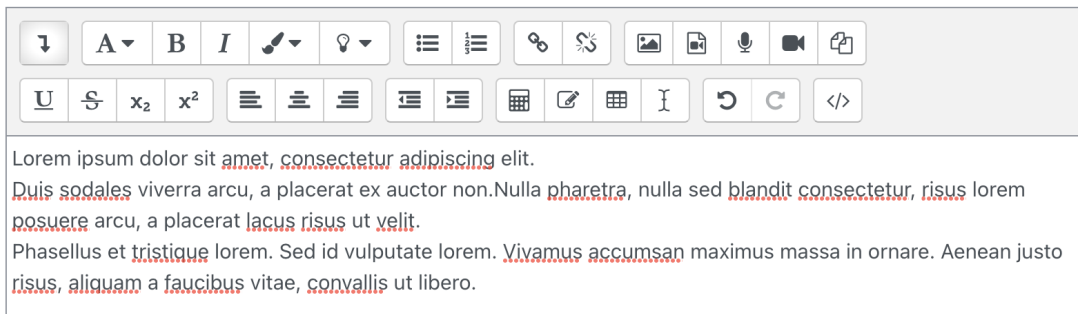 A B I
U S x₂ x²
</>
Lorem ipsum dolor sit amet, consectetur adipiscing elit.
Duis sodales viverra arcu, a placerat ex auctor non.Nulla pharetra, nulla sed blandit consectetur, risus lorem
posuere arcu, a placerat lacus risus ut velit.
Phasellus et tristique lorem. Sed id vulputate lorem. Vivamus accumsan maximus massa in ornare. Aenean justo
risus, aliquam a faucibus vitae, convallis ut libero.